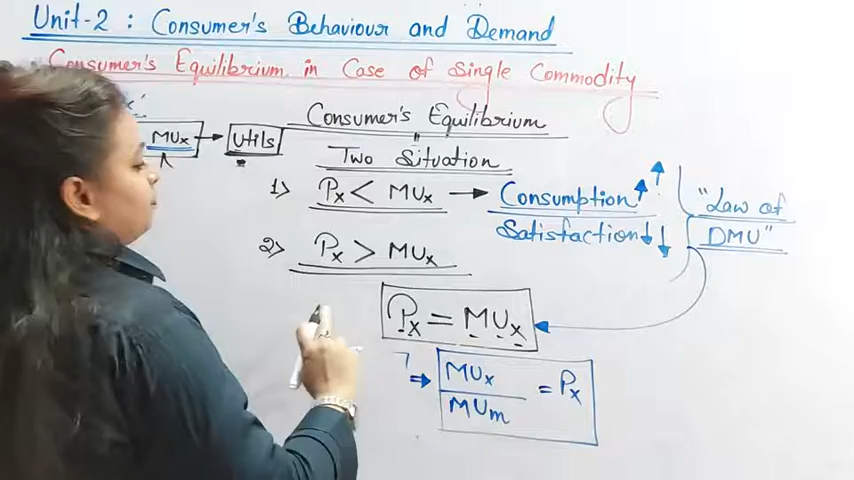 Unit-2 : Consumer's Behaviour and Demand
Consumer's Equilibrium in Case of Single Commodity
MUx → Utils
Consumer's Equilibrium
Two Situation
1) Px < MUx → Consumption ↑ ↑
Satisfaction ↓ ↓
"Law of
DMU"
2) Px > MUx
Px = MUx
⇒ MUx / MUm = Px